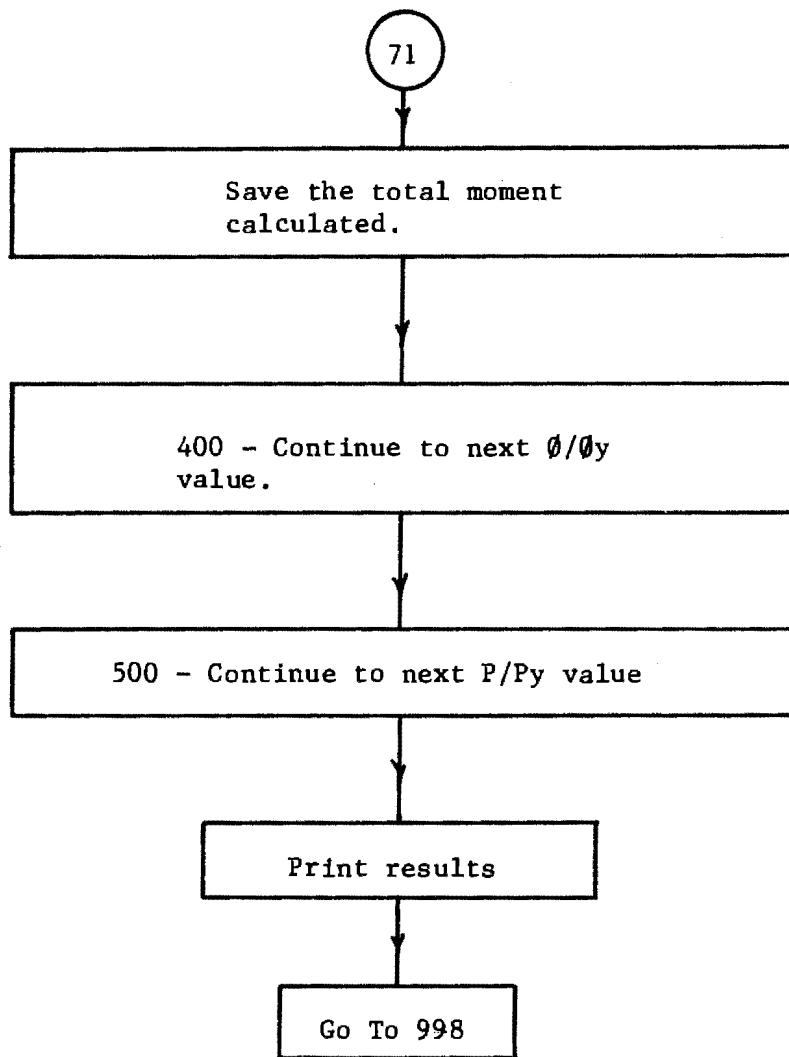 71
Save the total moment
calculated.
400 - Continue to next Ø/Øy
value.
500 - Continue to next P/Py value
Print results
Go To 998